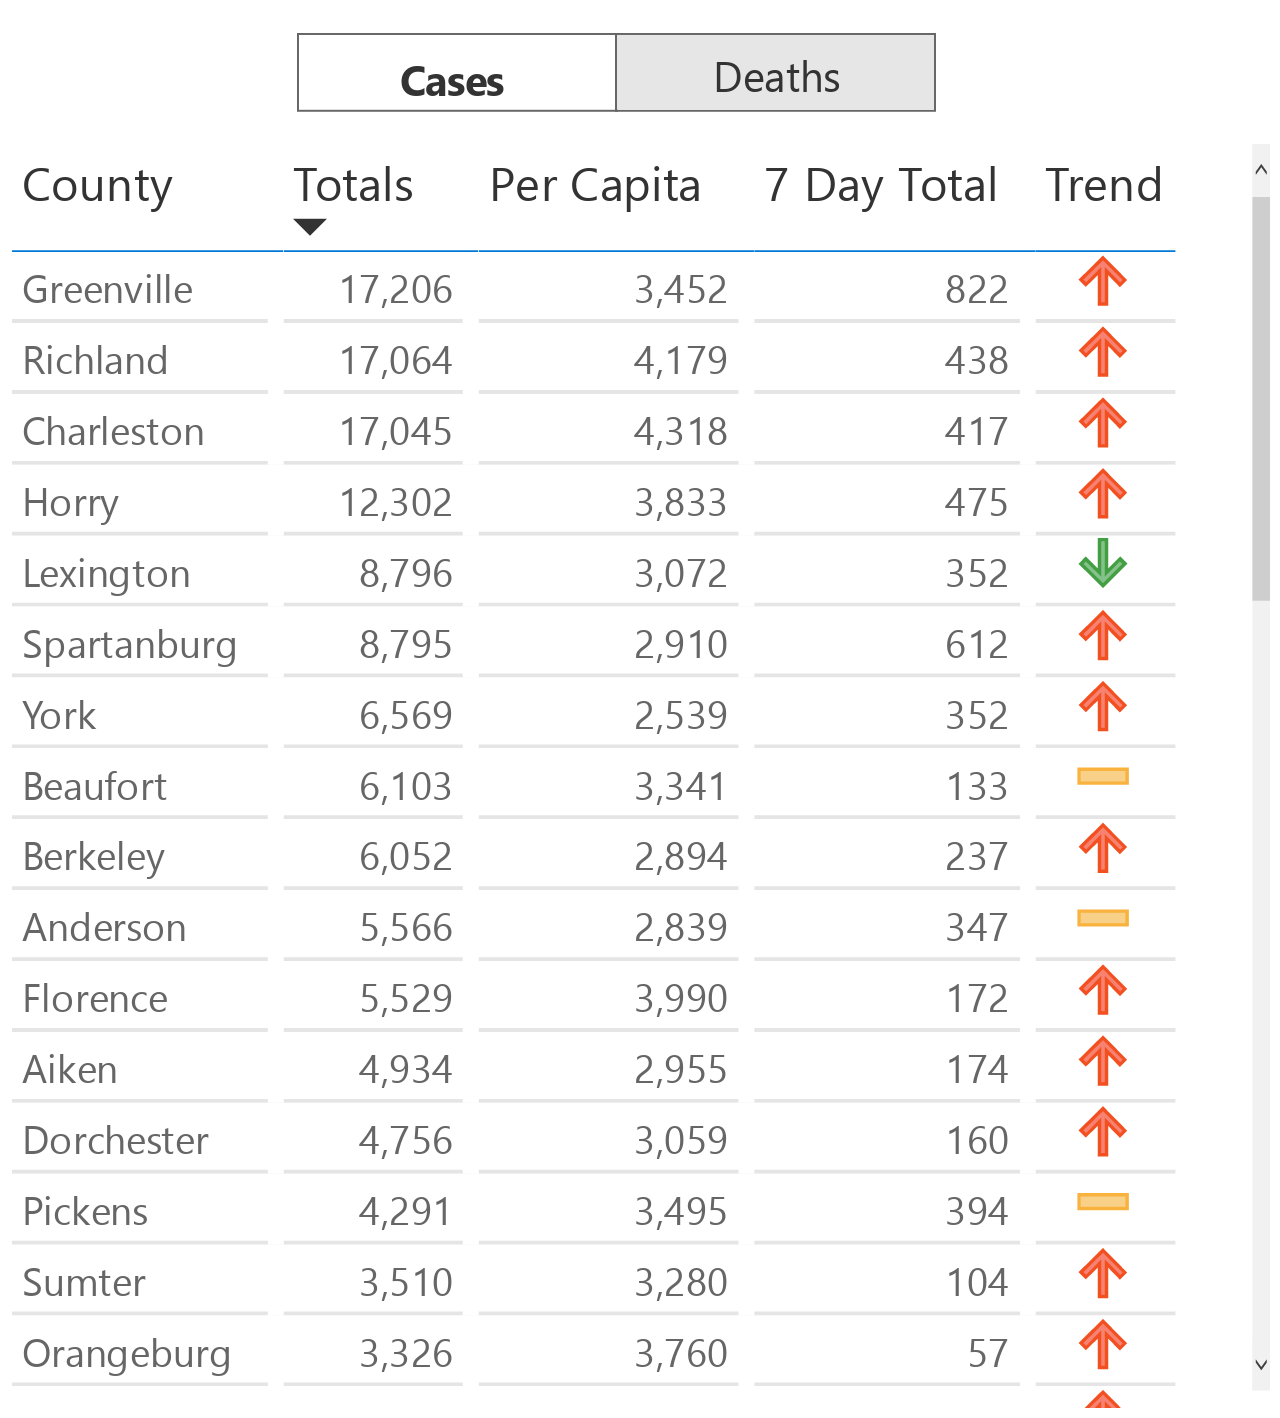 Cases Deaths
County Totals Per Capita 7 Day Total Trend
Greenville 17,206 3,452 822
Richland 17,064 4,179 438
Charleston 17,045 4,318 417
Horry 12,302 3,833 475
Lexington 8,796 3,072 352
Spartanburg 8,795 2,910 612
York 6,569 2,539 352
Beaufort 6,103 3,341 133
Berkeley 6,052 2,894 237
Anderson 5,566 2,839 347
Florence 5,529 3,990 172
Aiken 4,934 2,955 174
Dorchester 4,756 3,059 160
Pickens 4,291 3,495 394
Sumter 3,510 3,280 104
Orangeburg 3,326 3,760 57